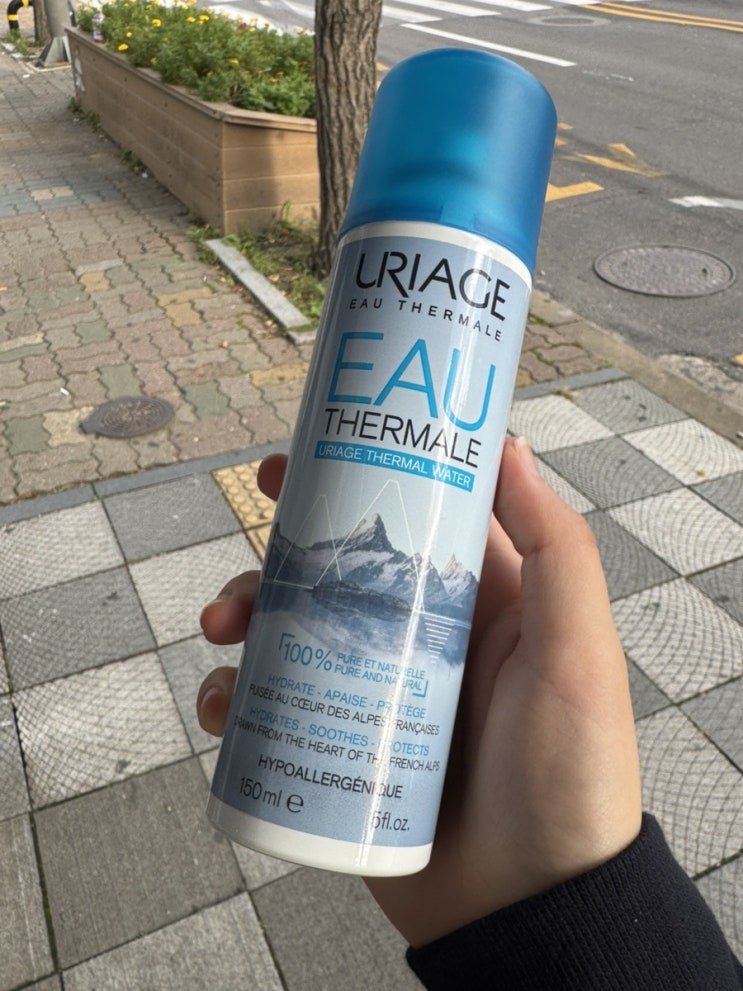 URIAGE
EAU THERMALE
EAU
THERMALE
URIAGE THERMAL WATER
100% PURE ET NATURELLE
PURE AND NATURAL
HYDRATE - APAISE - PROTÈGE
PUISÉE AU CŒUR DES ALPES FRANÇAISES
HYDRATES - SOOTHES - PROTECTS
DRAWN FROM THE HEART OF THE FRENCH ALPS
HYPOALLERGÉNIQUE
150 ml e
5fl.oz.